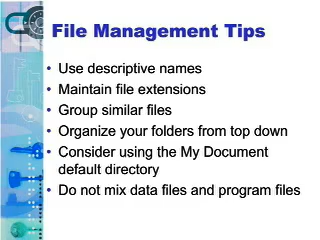 File Management Tips
• Use descriptive names
• Maintain file extensions
• Group similar files
• Organize your folders from top down
• Consider using the My Document
default directory
• Do not mix data files and program files